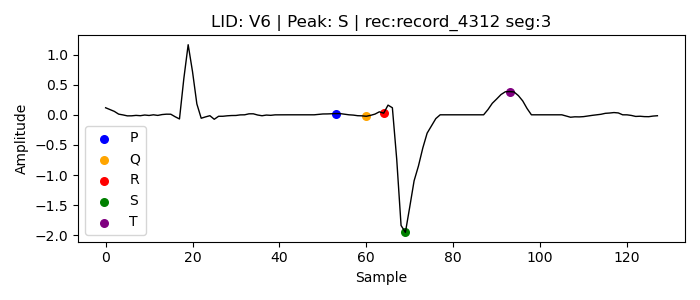 LID: V6 | Peak: S | rec:record_4312 seg:3
Amplitude
1.0
0.5
0.0
−0.5
−1.0
−1.5
−2.0
P
Q
R
S
T
0 20 40 60 80 100 120
Sample